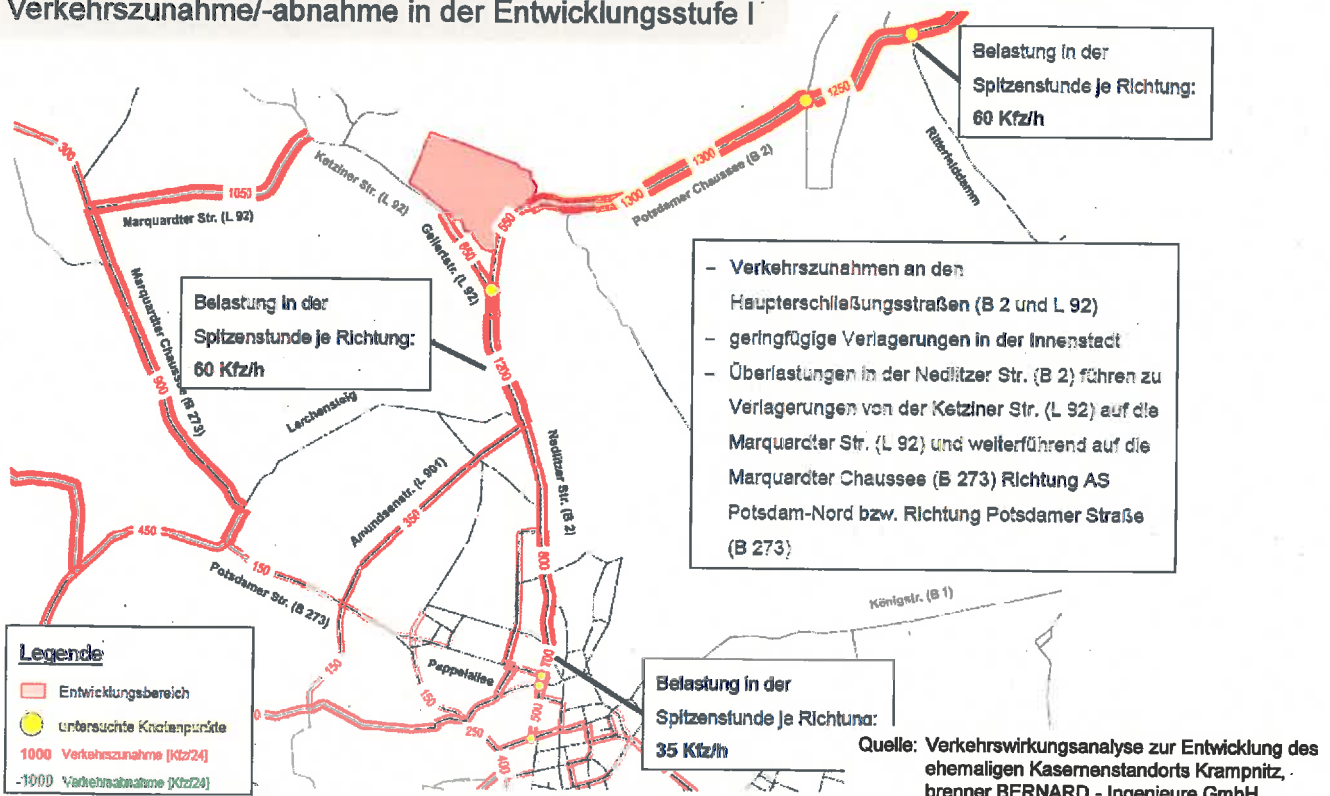 Verkehrszunahme/-abnahme in der Entwicklungsstufe I
Belastung in der
Spitzenstunde je Richtung:
60 Kfz/h
1250
Ritterfelddamm
1300
1300
Potsdamer Chaussee (B 2)
300
1050
Marquardter Str. (L 92)
Ketziner Str. (L 92)
650
550
Gellertstr. (L 92)
Marquardter Chaussee (B 273)
900
Belastung in der
Spitzenstunde je Richtung:
60 Kfz/h
1200
– Verkehrszunahmen an den
Haupterschließungsstraßen (B 2 und L 92)
– geringfügige Verlagerungen in der Innenstadt
– Überlastungen in der Nedlitzer Str. (B 2) führen zu
Verlagerungen von der Ketziner Str. (L 92) auf die
Marquardter Str. (L 92) und weiterführend auf die
Marquardter Chaussee (B 273) Richtung AS
Potsdam-Nord bzw. Richtung Potsdamer Straße
(B 273)
Lerchensteig
Amundsenstr. (L 901)
350
Nedlitzer Str. (B 2)
800
450
150
Potsdamer Str. (B 273)
Königstr. (B 1)
150
Pappelallee
150
700
250
500
400
0
Belastung in der
Spitzenstunde je Richtung:
35 Kfz/h
Legende
Entwicklungsbereich
untersuchte Knotenpunkte
1000 Verkehrszunahme [Kfz/24]
-1000 Verkehrsabnahme [Kfz/24]
Quelle: Verkehrswirkungsanalyse zur Entwicklung des
ehemaligen Kasernenstandorts Krampnitz,
brenner BERNARD - Ingenieure GmbH